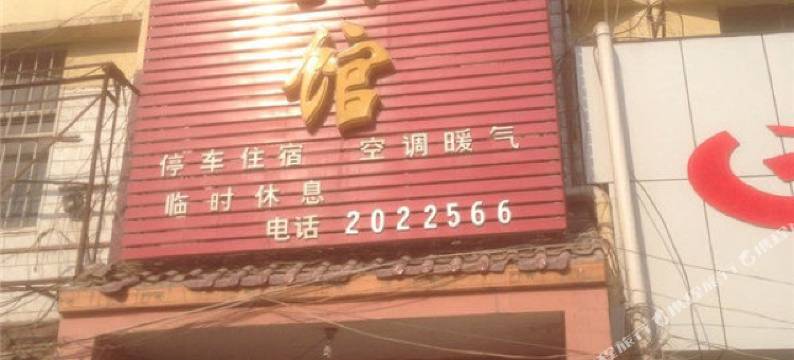 馆
停车住宿 空调暖气
临时休息
电话 2022566